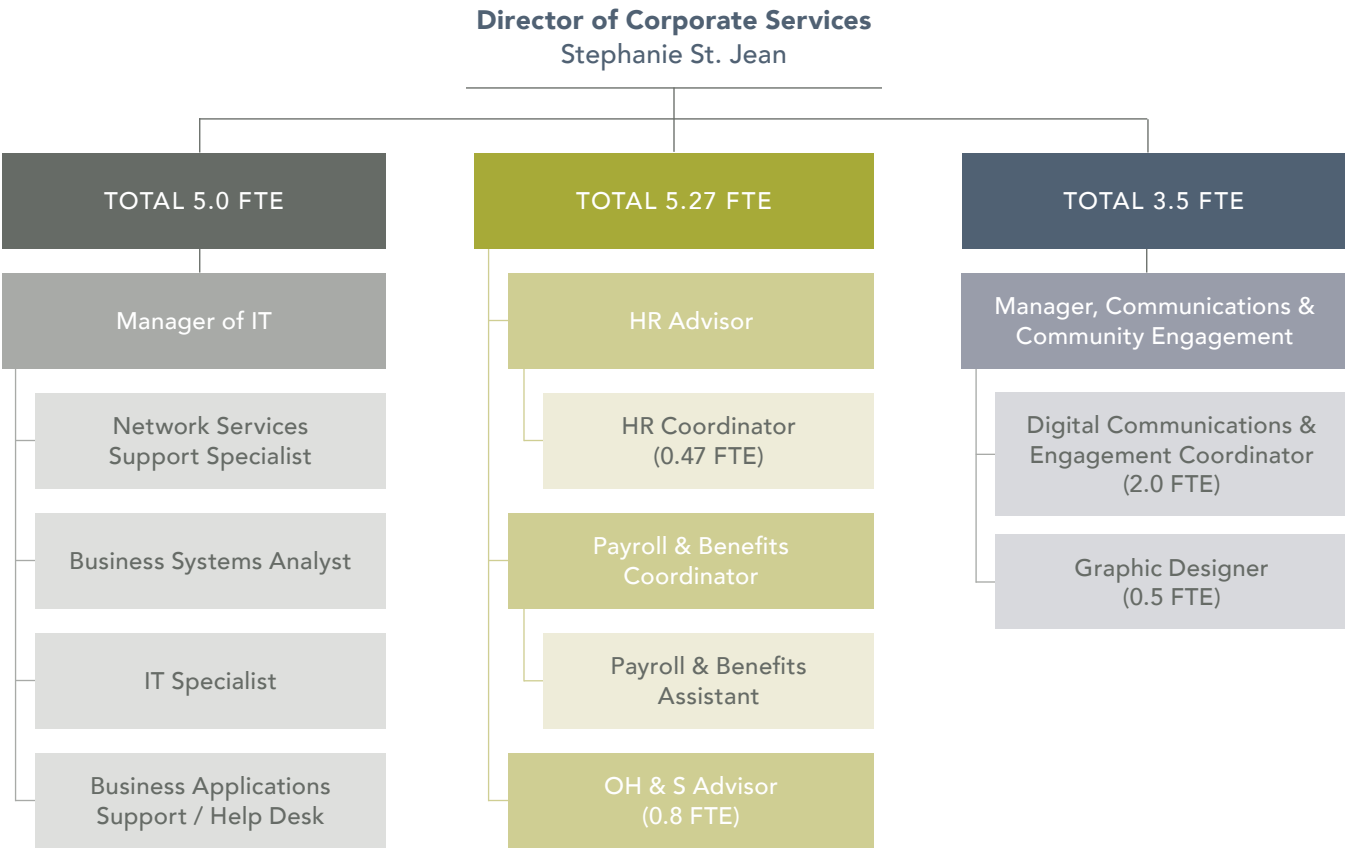 Director of Corporate Services
Stephanie St. Jean
TOTAL 5.0 FTE
Manager of IT
Network Services
Support Specialist
Business Systems Analyst
IT Specialist
Business Applications
Support / Help Desk
TOTAL 5.27 FTE
HR Advisor
HR Coordinator
(0.47 FTE)
Payroll & Benefits
Coordinator
Payroll & Benefits
Assistant
OH & S Advisor
(0.8 FTE)
TOTAL 3.5 FTE
Manager, Communications &
Community Engagement
Digital Communications &
Engagement Coordinator
(2.0 FTE)
Graphic Designer
(0.5 FTE)